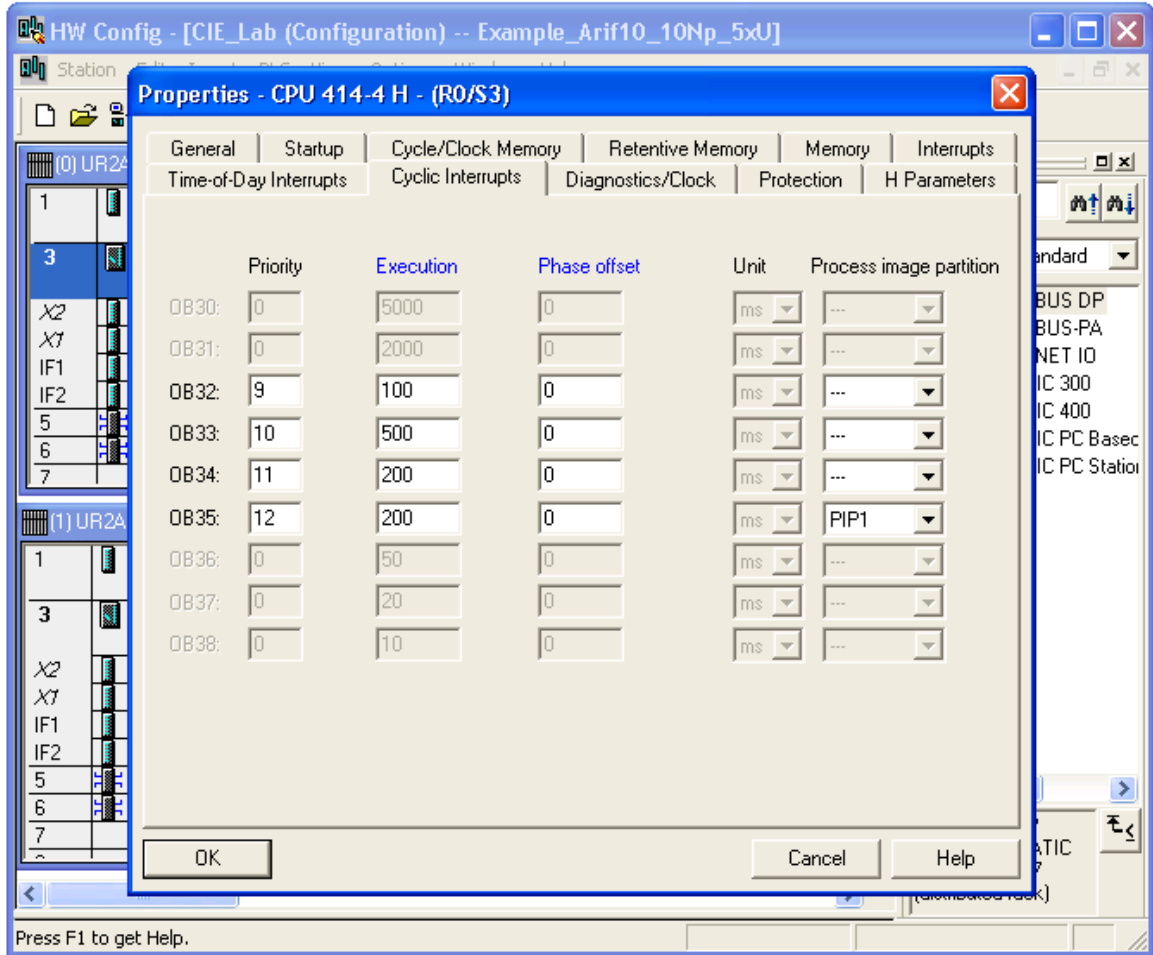 HW Config - [CIE_Lab (Configuration) -- Example_Arif10_10Np_5xU]
Station
Properties - CPU 414-4 H - (R0/S3)
General Startup Cycle/Clock Memory Retentive Memory Memory Interrupts
Time-of-Day Interrupts Cyclic Interrupts Diagnostics/Clock Protection H Parameters
Priority Execution Phase offset Unit Process image partition
OB30: 0 5000 0 ms ---
OB31: 0 2000 0 ms ---
OB32: 9 100 0 ms ---
OB33: 10 500 0 ms ---
OB34: 11 200 0 ms ---
OB35: 12 200 0 ms PIP1
OB36: 0 50 0 ms ---
OB37: 0 20 0 ms ---
OB38: 0 10 0 ms ---
OK Cancel Help
(0) UR2A
1
3
X2
X1
IF1
IF2
5
6
7
(1) UR2A
1
3
X2
X1
IF1
IF2
5
6
7
ndard
BUS DP
BUS-PA
NET IO
IC 300
IC 400
IC PC Based
IC PC Station
ATIC
Press F1 to get Help.